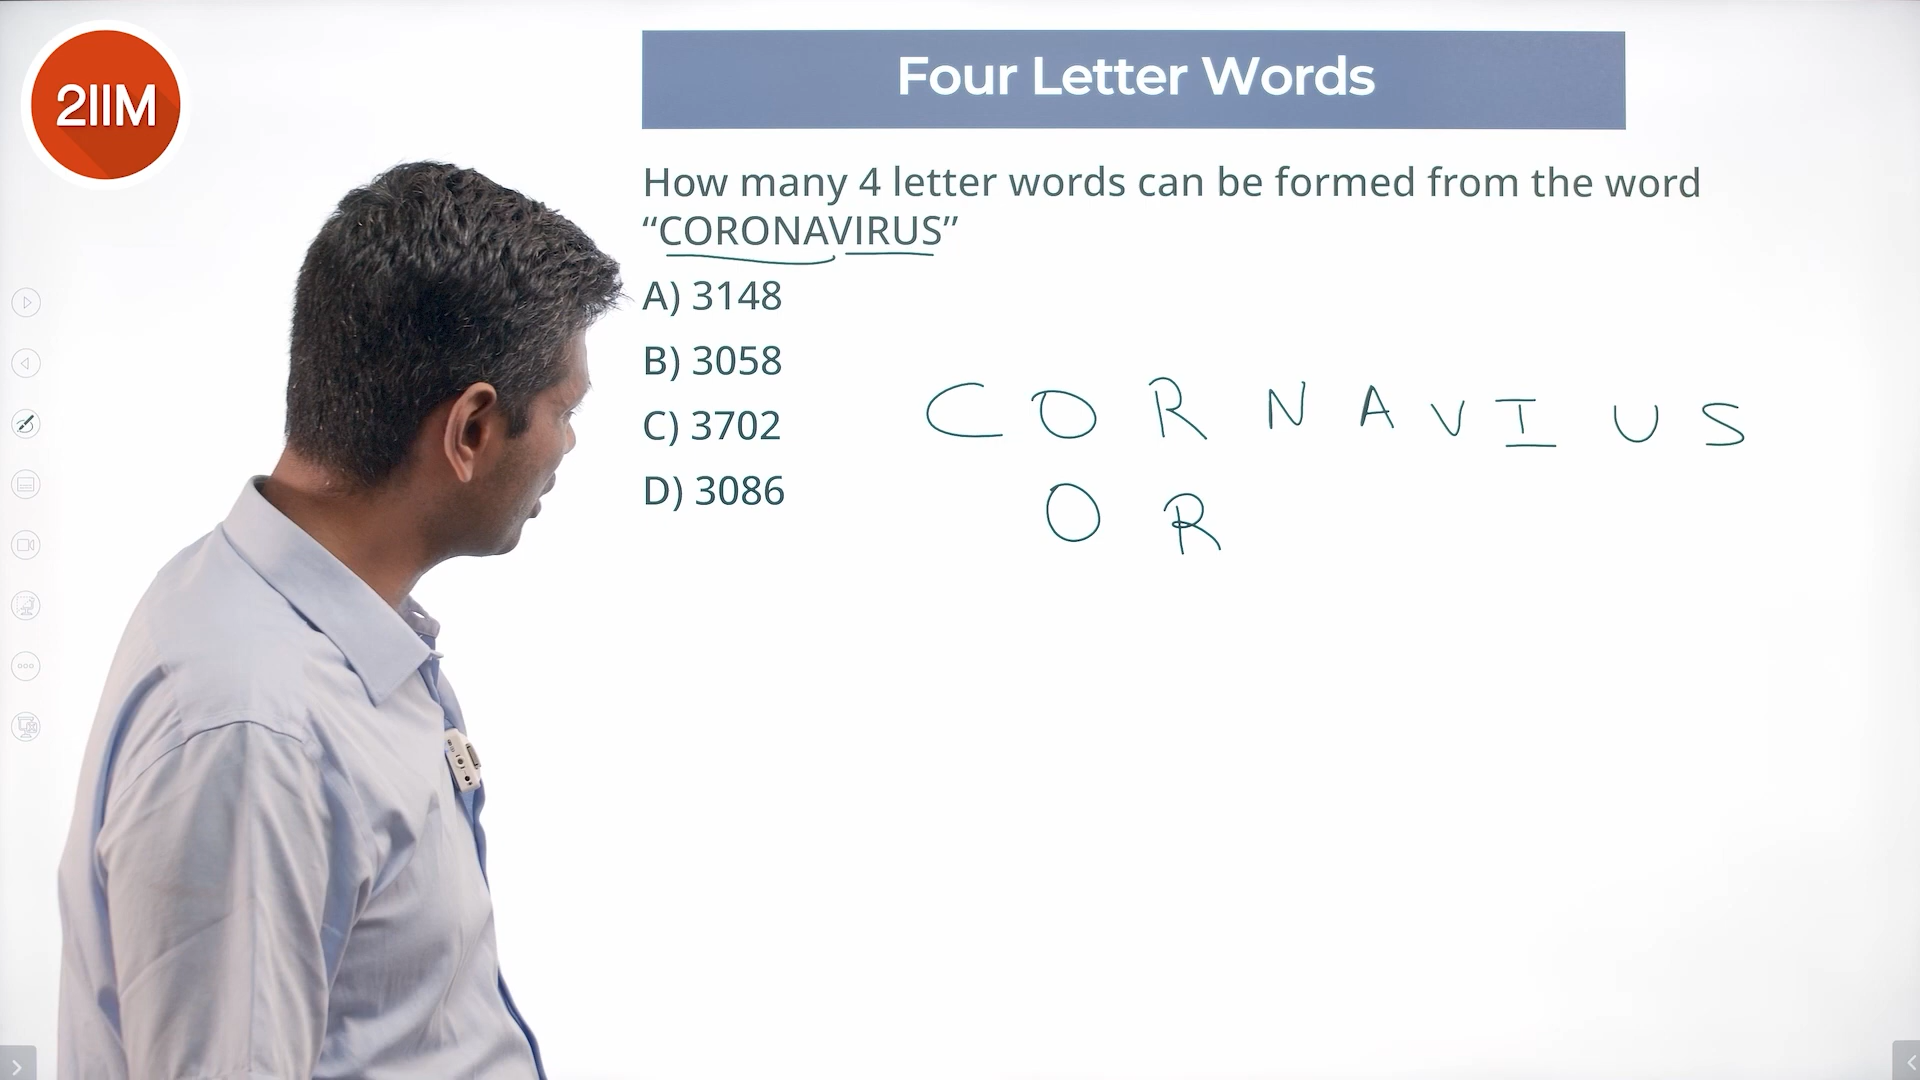 2IIM
Four Letter Words
How many 4 letter words can be formed from the word
“CORONAVIRUS”
A) 3148
B) 3058
C) 3702
D) 3086
C O R N A V I U S
O R